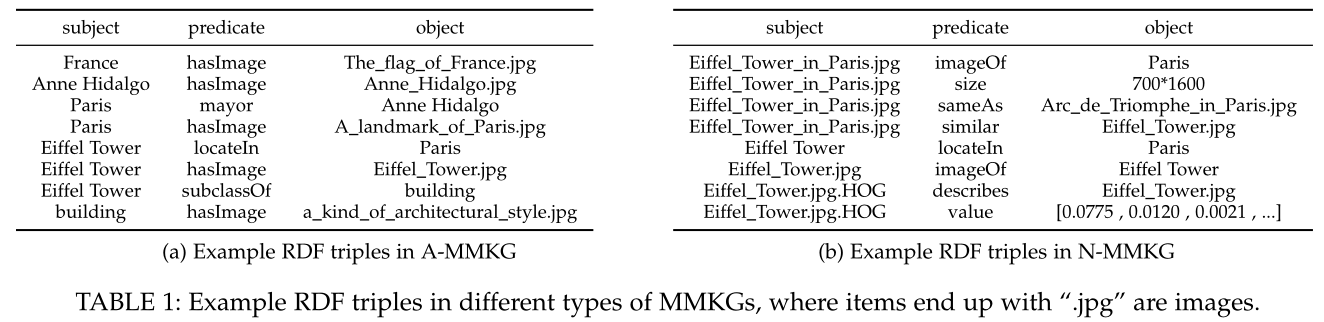 subject predicate object
France hasImage The_flag_of_France.jpg
Anne Hidalgo hasImage Anne_Hidalgo.jpg
Paris mayor Anne Hidalgo
Paris hasImage A_landmark_of_Paris.jpg
Eiffel Tower locateIn Paris
Eiffel Tower hasImage Eiffel_Tower.jpg
Eiffel Tower subclassOf building
building hasImage a_kind_of_architectural_style.jpg
(a) Example RDF triples in A-MMKG
subject predicate object
Eiffel_Tower_in_Paris.jpg imageOf Paris
Eiffel_Tower_in_Paris.jpg size 700*1600
Eiffel_Tower_in_Paris.jpg sameAs Arc_de_Triomphe_in_Paris.jpg
Eiffel_Tower_in_Paris.jpg similar Eiffel_Tower.jpg
Eiffel Tower locateIn Paris
Eiffel_Tower.jpg imageOf Eiffel Tower
Eiffel_Tower.jpg.HOG describes Eiffel_Tower.jpg
Eiffel_Tower.jpg.HOG value [0.0775 , 0.0120 , 0.0021 , ...]
(b) Example RDF triples in N-MMKG
TABLE 1: Example RDF triples in different types of MMKGs, where items end up with “.jpg” are images.